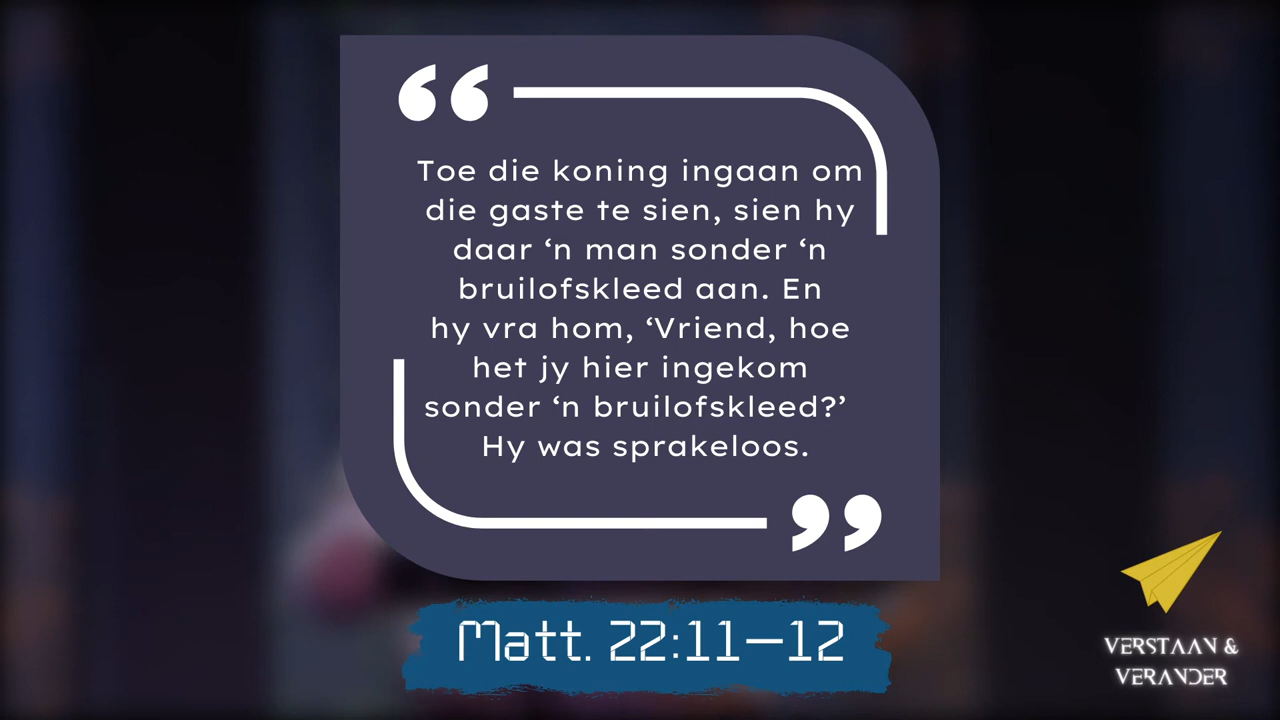 “
Toe die koning ingaan om
die gaste te sien, sien hy
daar ‘n man sonder ‘n
bruilofskleed aan. En
hy vra hom, ‘Vriend, hoe
het jy hier ingekom
sonder ‘n bruilofskleed?’
Hy was sprakeloos.
”
Matt. 22:11–12
VERSTAAN &
VERANDER